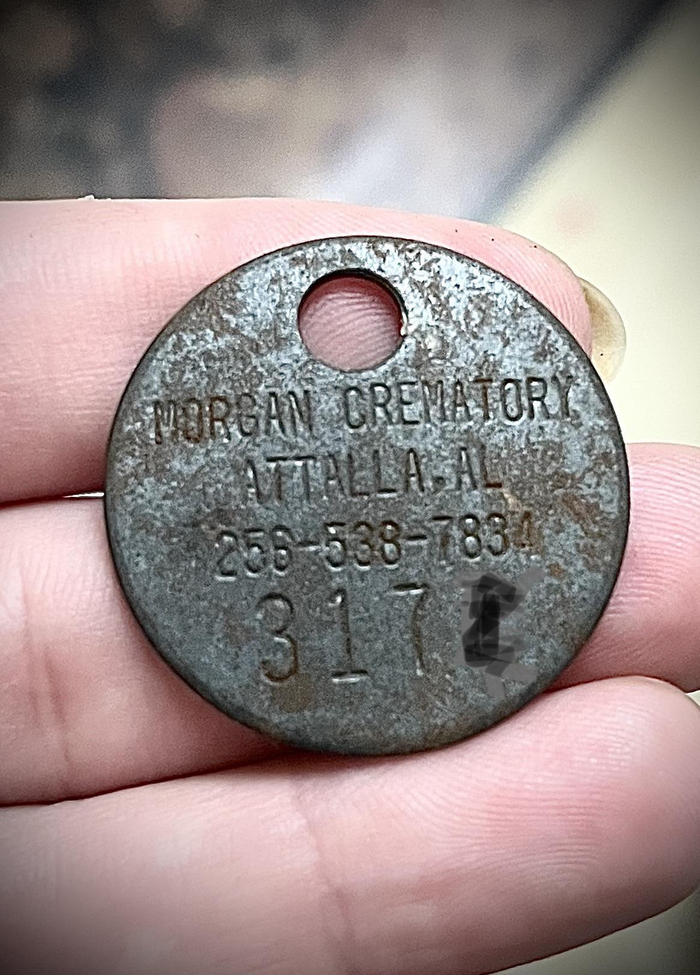 MORGAN CREMATORY
ATTALLA, AL
256-538-7834
317